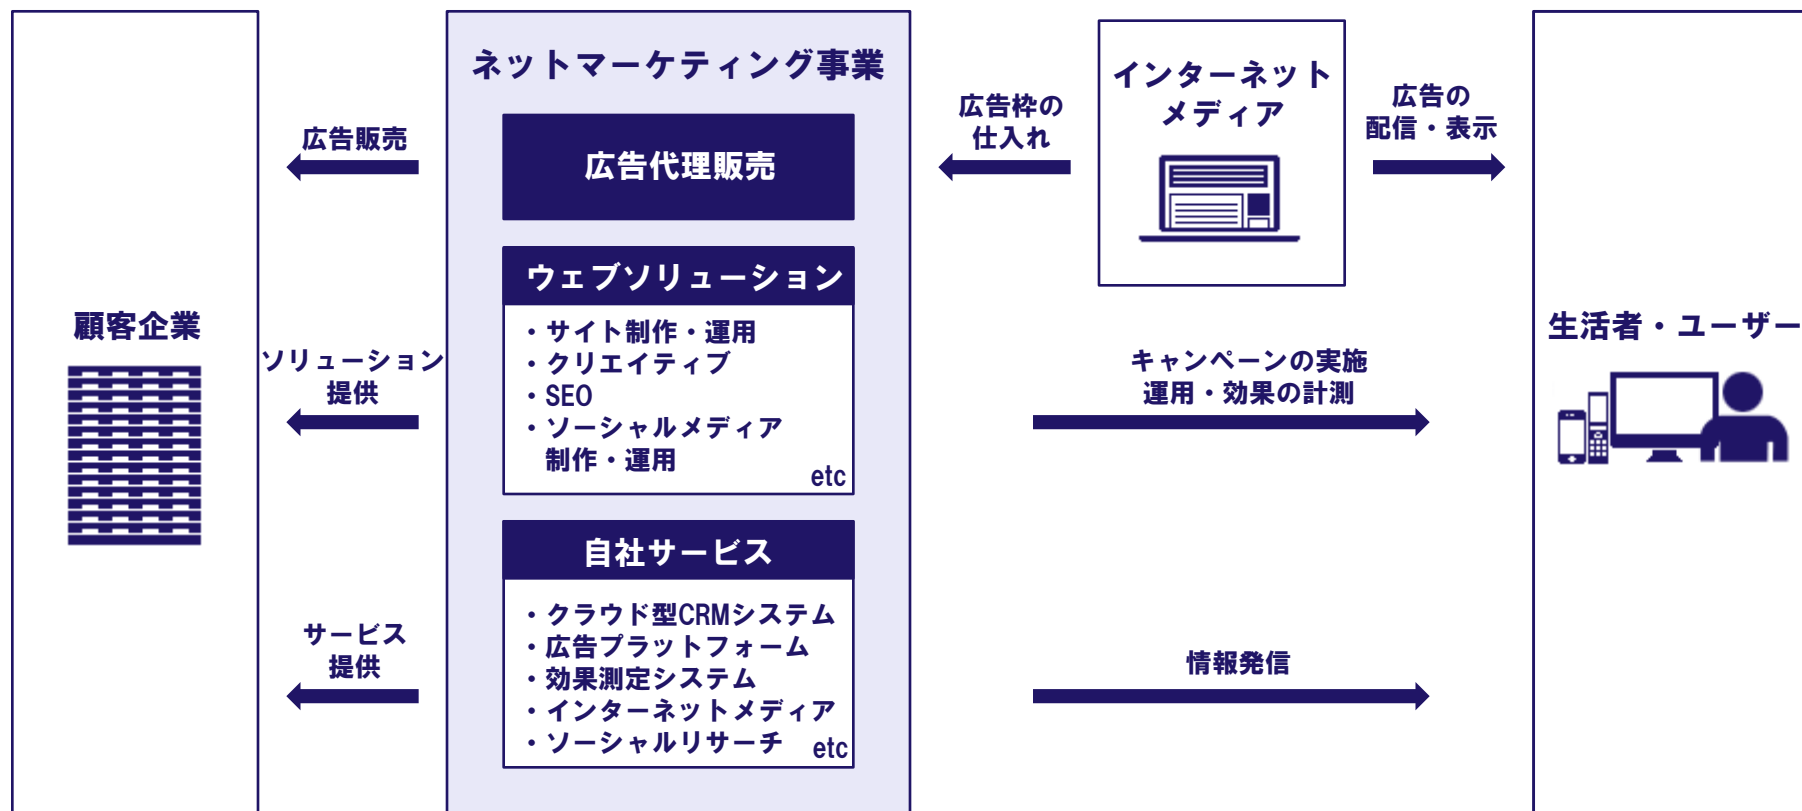 顧客企業
広告販売
ソリューション
提供
サービス
提供
ネットマーケティング事業
広告代理販売
ウェブソリューション
・サイト制作・運用
・クリエイティブ
・SEO
・ソーシャルメディア
制作・運用
etc
自社サービス
・クラウド型CRMシステム
・広告プラットフォーム
・効果測定システム
・インターネットメディア
・ソーシャルリサーチ
etc
広告枠の
仕入れ
インターネット
メディア
広告の
配信・表示
キャンペーンの実施
運用・効果の計測
情報発信
生活者・ユーザー